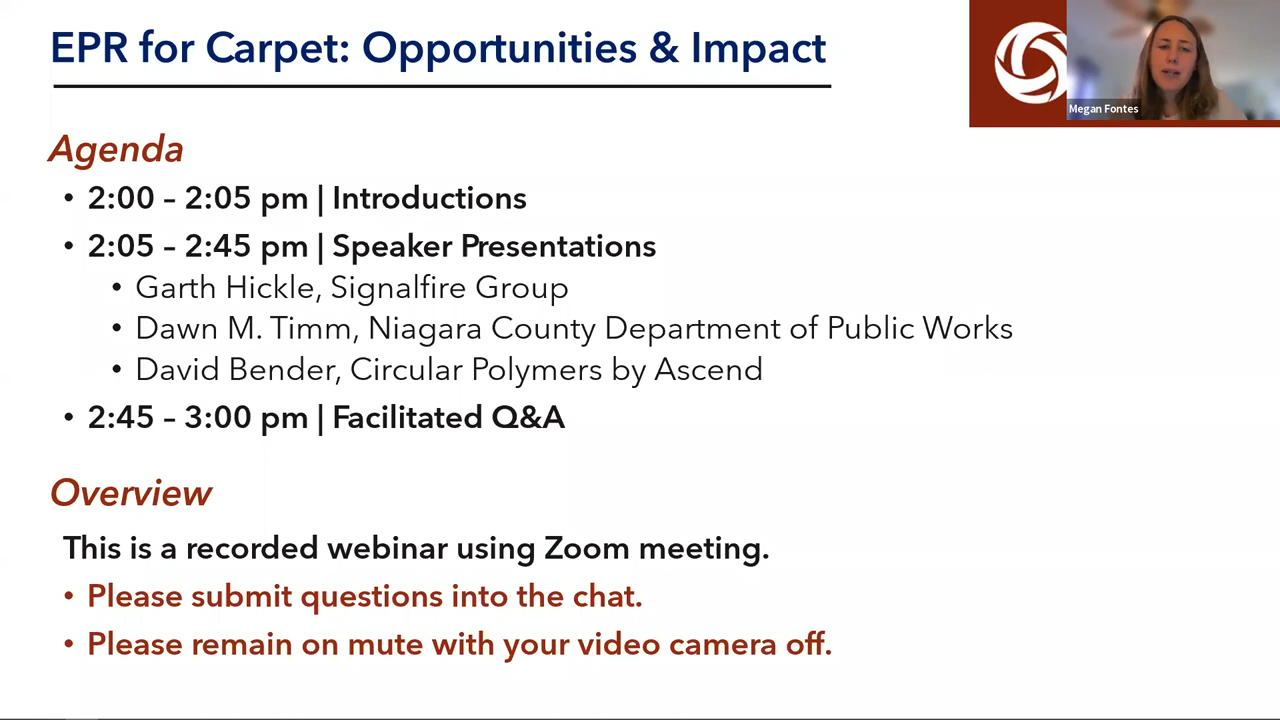 EPR for Carpet: Opportunities & Impact
Megan Fontes
Agenda
• 2:00 – 2:05 pm | Introductions
• 2:05 – 2:45 pm | Speaker Presentations
• Garth Hickle, Signalfire Group
• Dawn M. Timm, Niagara County Department of Public Works
• David Bender, Circular Polymers by Ascend
• 2:45 – 3:00 pm | Facilitated Q&A
Overview
This is a recorded webinar using Zoom meeting.
• Please submit questions into the chat.
• Please remain on mute with your video camera off.